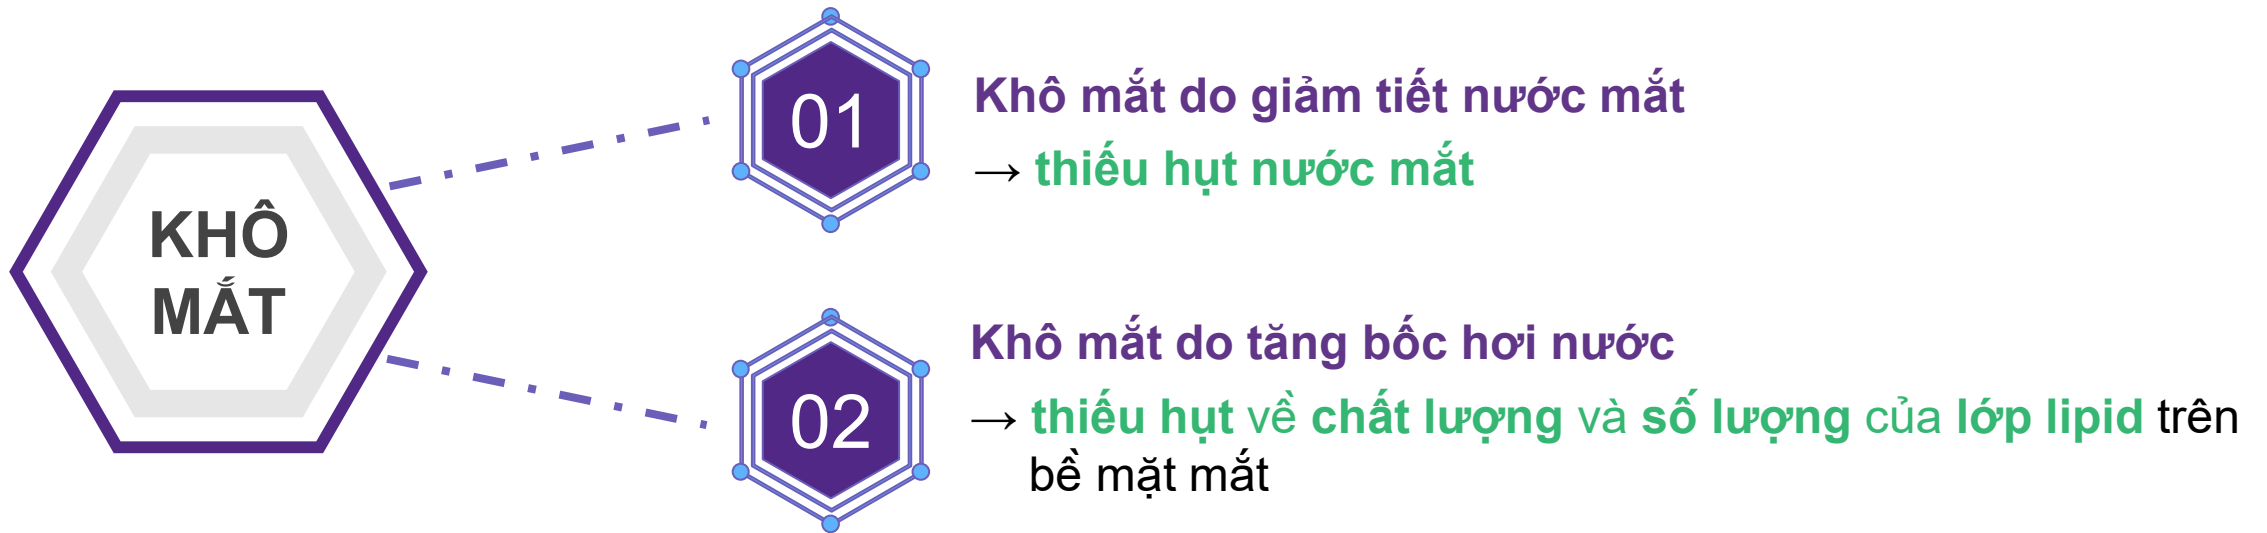 KHÔ
MẮT
01
Khô mắt do giảm tiết nước mắt
→ thiếu hụt nước mắt
02
Khô mắt do tăng bốc hơi nước
→ thiếu hụt về chất lượng và số lượng của lớp lipid trên
bề mặt mắt